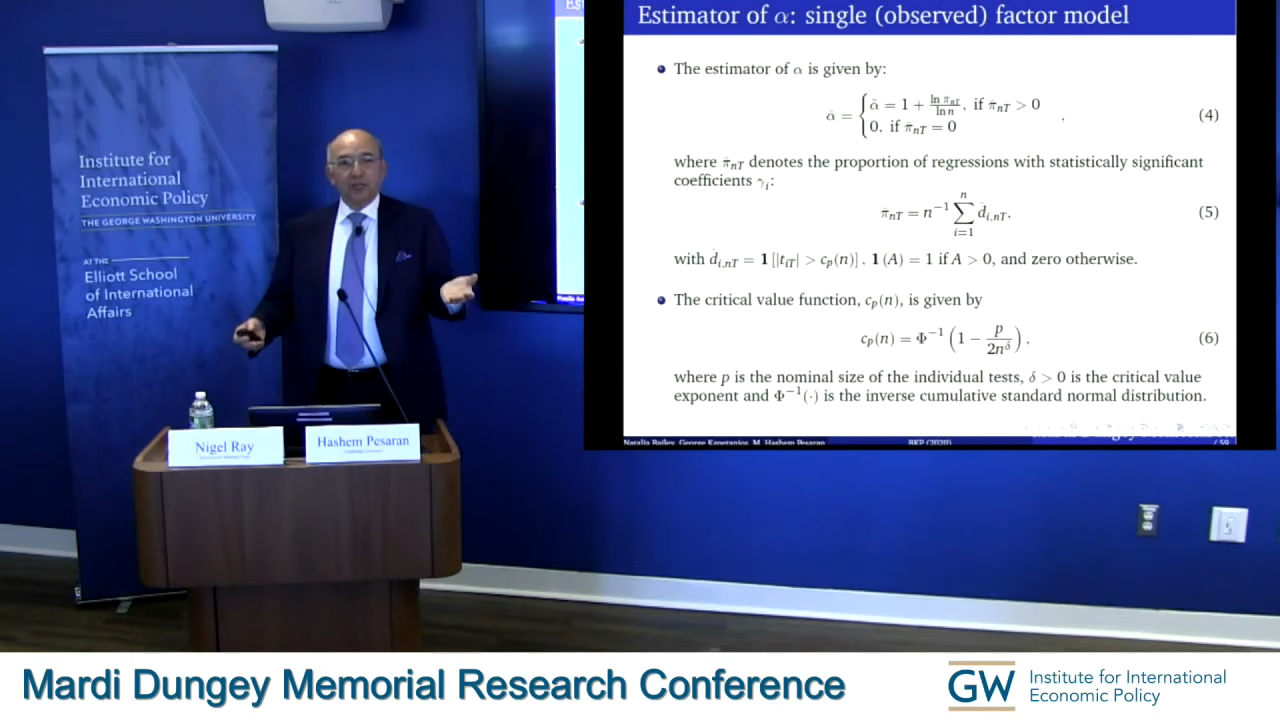 Institute for
International
Economic Policy
THE GEORGE WASHINGTON UNIVERSITY
AT THE
Elliott School
of International
Affairs
Nigel Ray
Hashem Pesaran
Estimator of α: single (observed) factor model
The estimator of α is given by:
α̂ = { α̃ = 1 + ln π̂nT / ln n, if π̂nT > 0
0, if π̂nT = 0 , (4)
where π̂nT denotes the proportion of regressions with statistically significant
coefficients γi:
π̂nT = n⁻¹ ∑ⁿᵢ₌₁ d̂i,nT, (5)
with d̂i,nT = 1 [|tiT| > cp(n)], 1 (A) = 1 if A > 0, and zero otherwise.
The critical value function, cp(n), is given by
cp(n) = Φ⁻¹ (1 − p / 2n^δ), (6)
where p is the nominal size of the individual tests, δ > 0 is the critical value
exponent and Φ⁻¹(·) is the inverse cumulative standard normal distribution.
Natalia Bailey, George Kapetanios, M. Hashem Pesaran
BKP (2020)
/ 59
Mardi Dungey Memorial Research Conference
GW
Institute for International
Economic Policy